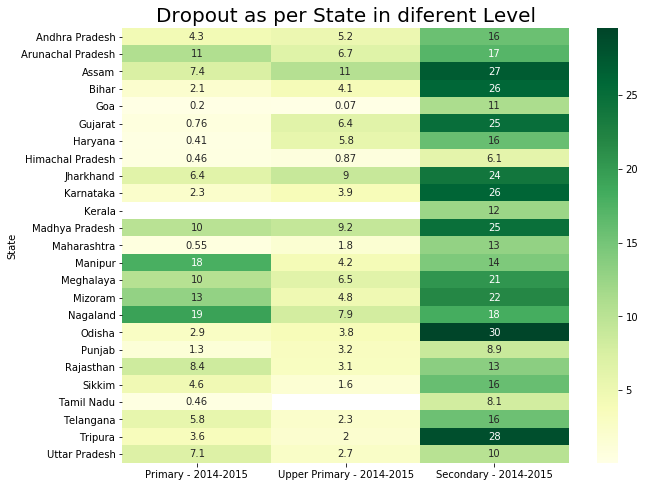 Dropout as per State in diferent Level
Andhra Pradesh 4.3 5.2 16
Arunachal Pradesh 11 6.7 17
Assam 7.4 11 27
Bihar 2.1 4.1 26
Goa 0.2 0.07 11
Gujarat 0.76 6.4 25
Haryana 0.41 5.8 16
Himachal Pradesh 0.46 0.87 6.1
Jharkhand 6.4 9 24
Karnataka 2.3 3.9 26
Kerala 12
Madhya Pradesh 10 9.2 25
Maharashtra 0.55 1.8 13
Manipur 18 4.2 14
Meghalaya 10 6.5 21
Mizoram 13 4.8 22
Nagaland 19 7.9 18
Odisha 2.9 3.8 30
Punjab 1.3 3.2 8.9
Rajasthan 8.4 3.1 13
Sikkim 4.6 1.6 16
Tamil Nadu 0.46 8.1
Telangana 5.8 2.3 16
Tripura 3.6 2 28
Uttar Pradesh 7.1 2.7 10
Primary - 2014-2015 Upper Primary - 2014-2015 Secondary - 2014-2015
State
25
20
15
10
5